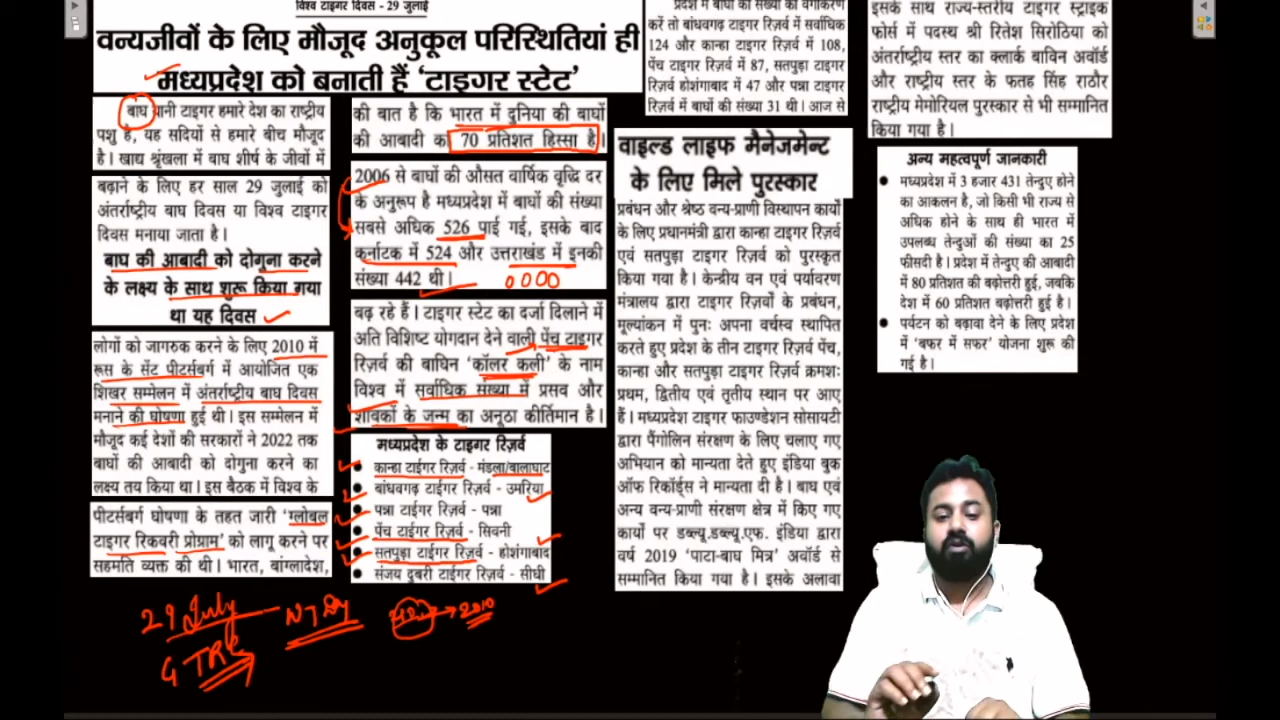 विश्व टाइगर दिवस - 29 जुलाई
वन्यजीवों के लिए मौजूद अनुकूल परिस्थितियां ही
मध्यप्रदेश को बनाती हैं ‘टाइगर स्टेट’
बाघ यानी टाइगर हमारे देश का राष्ट्रीय
पशु है, यह सदियों से हमारे बीच मौजूद
है। खाद्य श्रृंखला में बाघ शीर्ष के जीवों में
बढ़ाने के लिए हर साल 29 जुलाई को
अंतर्राष्ट्रीय बाघ दिवस या विश्व टाइगर
दिवस मनाया जाता है।
बाघ की आबादी को दोगुना करने
के लक्ष्य के साथ शुरू किया गया
था यह दिवस
लोगों को जागरुक करने के लिए 2010 में
रूस के सेंट पीटर्सबर्ग में आयोजित एक
शिखर सम्मेलन में अंतर्राष्ट्रीय बाघ दिवस
मनाने की घोषणा हुई थी। इस सम्मेलन में
मौजूद कई देशों की सरकारों ने 2022 तक
बाघों की आबादी को दोगुना करने का
लक्ष्य तय किया था। इस बैठक में विश्व के
पीटर्सबर्ग घोषणा के तहत जारी ‘ग्लोबल
टाइगर रिकवरी प्रोग्राम’ को लागू करने पर
सहमति व्यक्त की थी। भारत, बांग्लादेश,
29 July
2010
की बात है कि भारत में दुनिया की बाघों
की आबादी का 70 प्रतिशत हिस्सा है।
2006 से बाघों की औसत वार्षिक वृद्धि दर
के अनुरूप है मध्यप्रदेश में बाघों की संख्या
सबसे अधिक 526 पाई गई, इसके बाद
कर्नाटक में 524 और उत्तराखंड में इनकी
संख्या 442 थी।
बढ़ रहे हैं। टाइगर स्टेट का दर्जा दिलाने में
अति विशिष्ट योगदान देने वाली पेंच टाइगर
रिज़र्व की बाघिन ‘कॉलर वाली’ के नाम
विश्व में सर्वाधिक संख्या में प्रसव और
शावकों के जन्म का अनूठा कीर्तिमान है।
मध्यप्रदेश के टाइगर रिज़र्व
• कान्हा टाईगर रिज़र्व - मंडला/बालाघाट
• बांधवगढ़ टाईगर रिज़र्व - उमरिया
• पन्ना टाईगर रिज़र्व - पन्ना
• पेंच टाईगर रिज़र्व - सिवनी
• सतपुड़ा टाईगर रिज़र्व - होशंगाबाद
• संजय दुबरी टाईगर रिज़र्व - सीधी
प्रदेश में बाघों की संख्या का वर्गीकरण
करें तो बांधवगढ़ टाइगर रिज़र्व में सर्वाधिक
124 और कान्हा टाइगर रिज़र्व में 108,
पेंच टाइगर रिज़र्व में 87, सतपुड़ा टाइगर
रिज़र्व होशंगाबाद में 47 और पन्ना टाइगर
रिज़र्व में बाघों की संख्या 31 थी। आज से
वाइल्ड लाइफ मैनेजमेन्ट
के लिए मिले पुरस्कार
प्रबंधन और श्रेष्ठ वन्य-प्राणी विस्थापन कार्यों
के लिए प्रधानमंत्री द्वारा कान्हा टाइगर रिज़र्व
एवं सतपुड़ा टाइगर रिज़र्व को पुरस्कृत
किया गया है। केन्द्रीय वन एवं पर्यावरण
मंत्रालय द्वारा टाइगर रिज़र्वों के प्रबंधन,
मूल्यांकन में पुनः अपना वर्चस्व स्थापित
करते हुए प्रदेश के तीन टाइगर रिज़र्व पेंच,
कान्हा और सतपुड़ा टाइगर रिज़र्व क्रमशः
प्रथम, द्वितीय एवं तृतीय स्थान पर आए
हैं। मध्यप्रदेश टाइगर फाउण्डेशन सोसायटी
द्वारा पैंगोलिन संरक्षण के लिए चलाए गए
अभियान को मान्यता देते हुए इंडिया बुक
ऑफ रिकॉर्ड्स ने मान्यता दी है। बाघ एवं
अन्य वन्य-प्राणी संरक्षण क्षेत्र में किए गए
कार्यों पर डब्ल्यू.डब्ल्यू.एफ. इंडिया द्वारा
वर्ष 2019 ‘पाटा-बाघ मित्र’ अवॉर्ड से
सम्मानित किया गया है। इसके अलावा
इसके साथ राज्य-स्तरीय टाइगर स्ट्राइक
फोर्स में पदस्थ श्री रितेश सिरोठिया को
अंतर्राष्ट्रीय स्तर का क्लार्क बाविन अवॉर्ड
और राष्ट्रीय स्तर के फतह सिंह राठौर
राष्ट्रीय मेमोरियल पुरस्कार से भी सम्मानित
किया गया है।
अन्य महत्वपूर्ण जानकारी
• मध्यप्रदेश में 3 हजार 431 तेन्दुए होने
का आकलन है, जो किसी भी राज्य से
अधिक होने के साथ ही भारत में
उपलब्ध तेन्दुओं की संख्या का 25
फीसदी है। प्रदेश में तेन्दुए की आबादी
में 80 प्रतिशत की बढ़ोत्तरी हुई, जबकि
देश में 60 प्रतिशत बढ़ोत्तरी हुई है।
• पर्यटन को बढ़ावा देने के लिए प्रदेश
में ‘बफर में सफर’ योजना शुरू की
गई है।